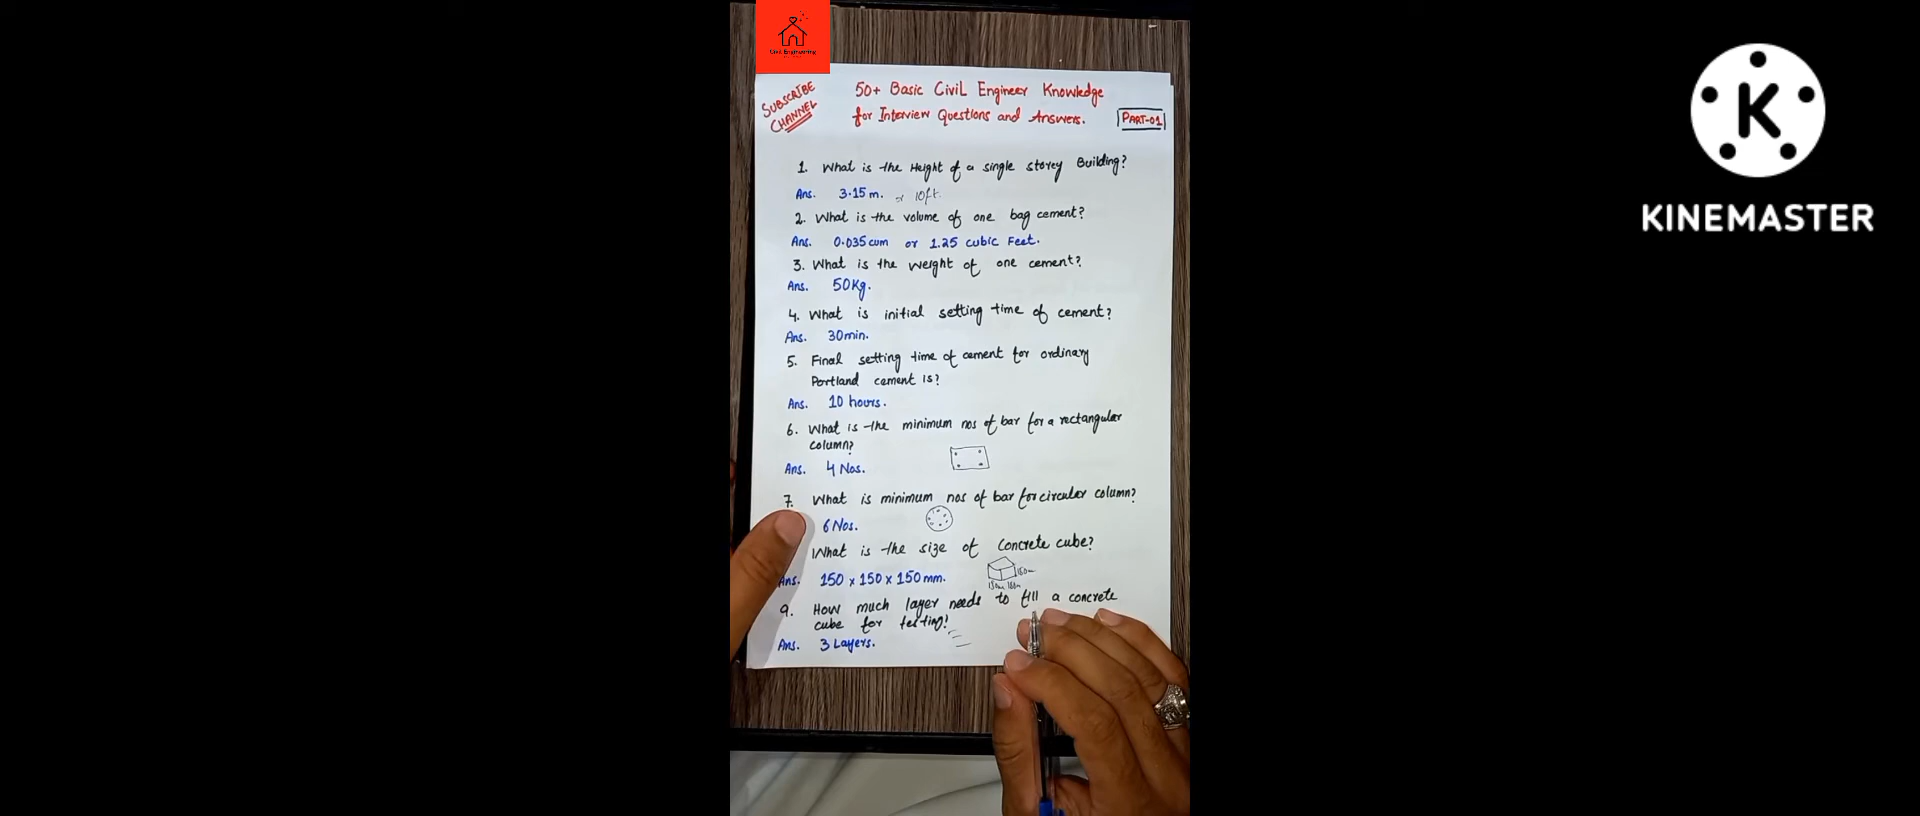 Civil Engineering
SUBSCRIBE
CHANNEL
50+ Basic Civil Engineer Knowledge
for Interview Questions and Answers.
PART-01
1. What is the Height of a single storey Building?
Ans. 3.15 m. or 10ft.
2. What is the volume of one bag cement?
Ans. 0.035 cum or 1.25 cubic Feet.
3. What is the weight of one cement?
Ans. 50Kg.
4. What is initial setting time of cement?
Ans. 30min.
5. Final setting time of cement for ordinary
Portland cement is?
Ans. 10 hours.
6. What is the minimum nos of bar for a rectangular
column?
Ans. 4 Nos.
7. What is minimum nos of bar for circular column?
6 Nos.
What is the size of Concrete cube?
Ans. 150 x 150 x 150 mm.
9. How much layer needs to fill a concrete
cube for testing?
Ans. 3 Layers.
K
KINEMASTER